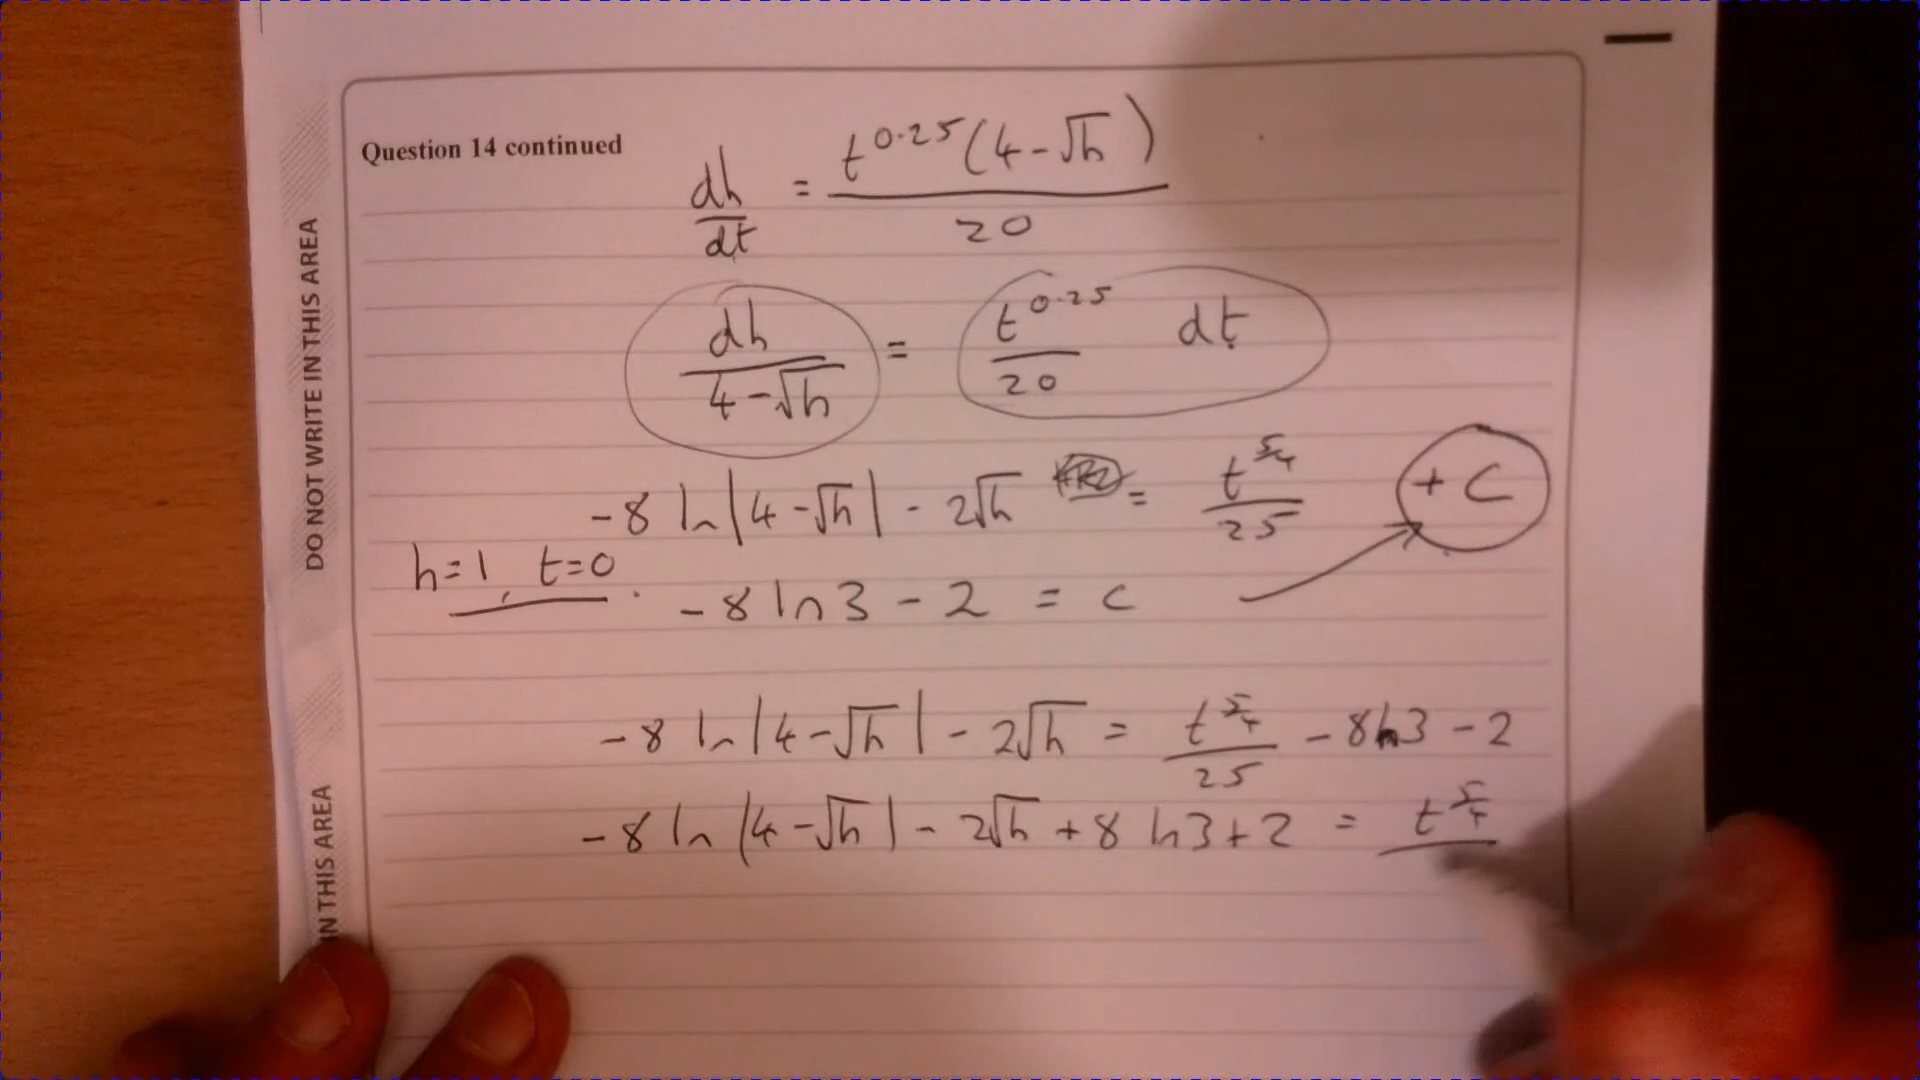 Question 14 continued
dh/dt = t^0.25 (4-√h) / 20
dh / 4-√h = t^0.25 / 20 dt
-8 ln|4-√h| - 2√h = t^5/4 / 25 + c
h=1, t=0
-8 ln3 - 2 = c
-8 ln|4-√h| - 2√h = t^5/4 / 25 - 8ln3 - 2
-8 ln|4-√h| - 2√h + 8 ln3 + 2 = t^5/4
DO NOT WRITE IN THIS AREA
IN THIS AREA